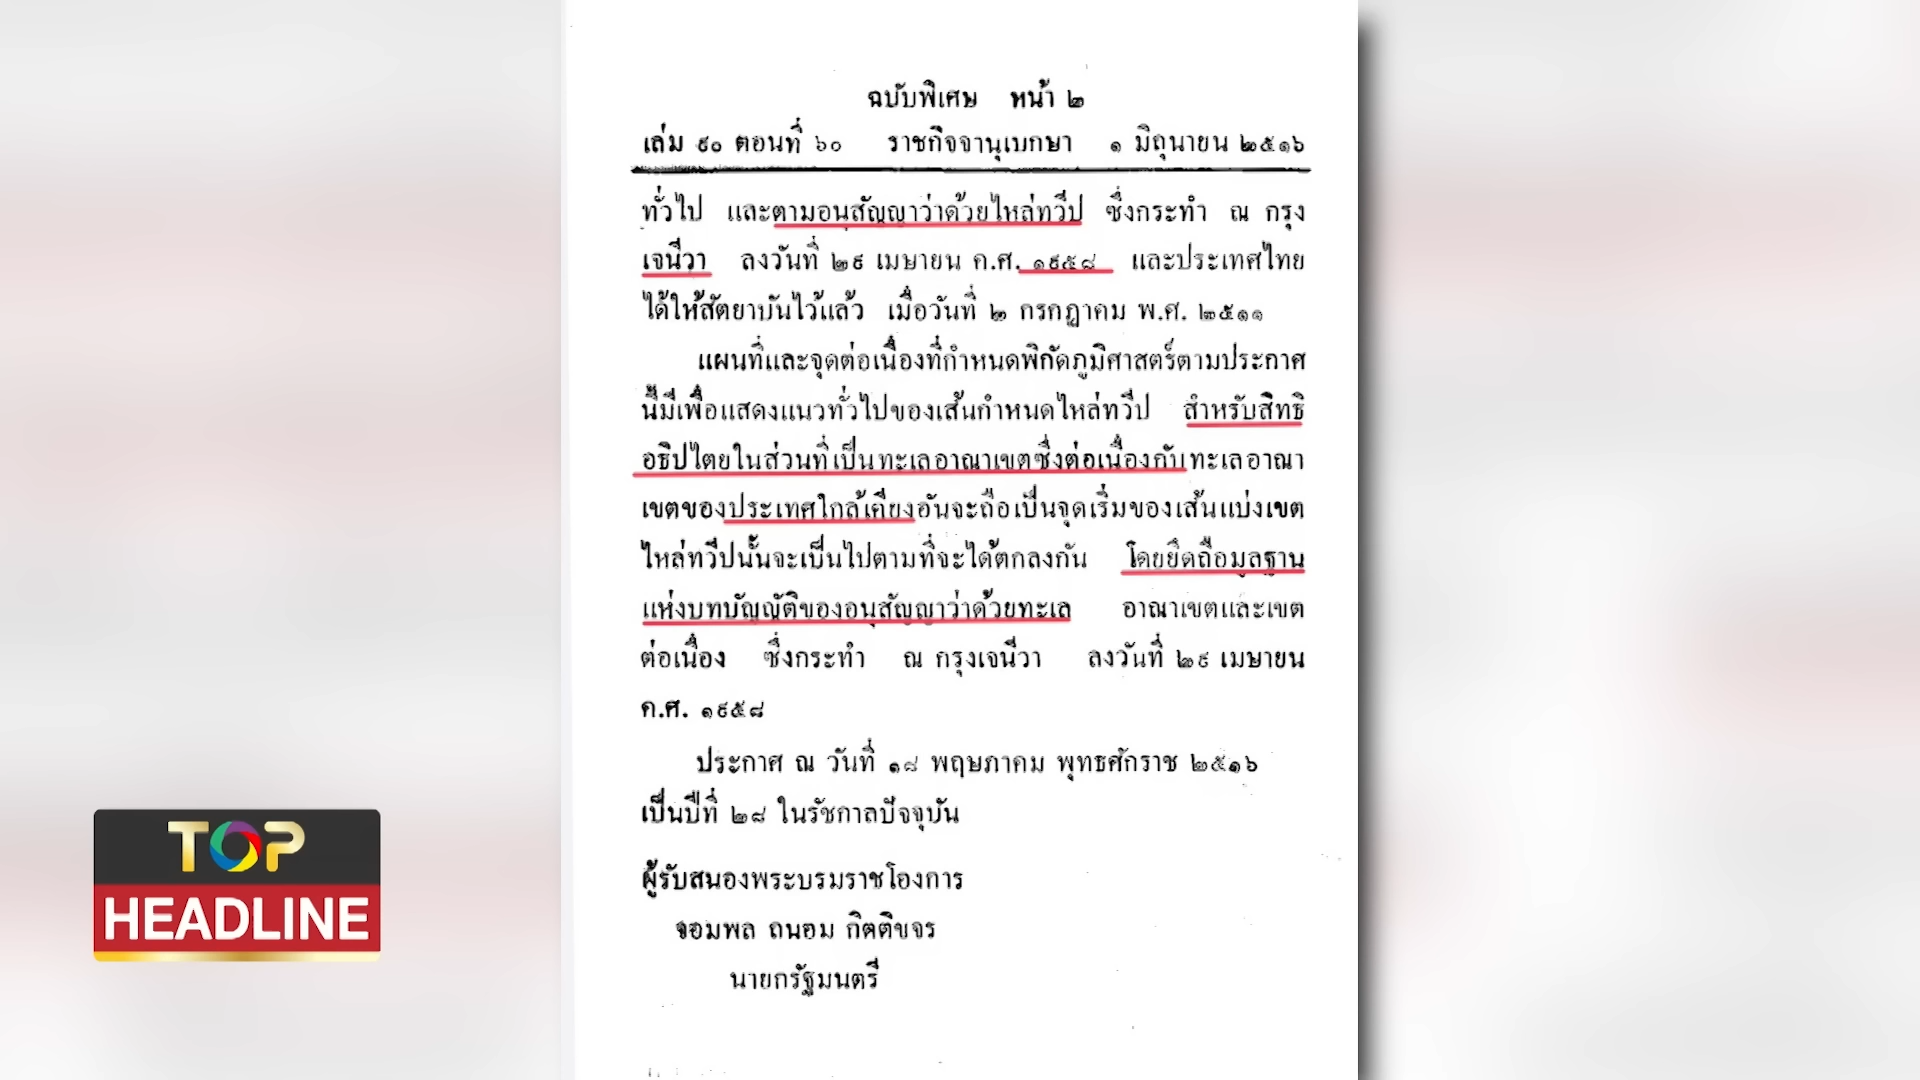 ฉบับพิเศษ หน้า ๒
เล่ม ๙๐ ตอนที่ ๖๐ ราชกิจจานุเบกษา ๑ มิถุนายน ๒๕๑๖
ทั่วไป และตามอนุสัญญาว่าด้วยไหล่ทวีป ซึ่งกระทำ ณ กรุง
เจนีวา ลงวันที่ ๒๙ เมษายน ค.ศ. ๑๙๕๘ และประเทศไทย
ได้ให้สัตยาบันไว้แล้ว เมื่อวันที่ ๒ กรกฎาคม พ.ศ. ๒๕๑๑
แผนที่และจุดต่อเนื่องที่กำหนดพิกัดภูมิศาสตร์ตามประกาศ
นี้มีเพื่อแสดงแนวทั่วไปของเส้นกำหนดไหล่ทวีป สำหรับสิทธิ
อธิปไตยในส่วนที่เป็นทะเลอาณาเขตซึ่งต่อเนื่องกับทะเลอาณา
เขตของประเทศใกล้เคียงอันจะถือเป็นจุดเริ่มของเส้นแบ่งเขต
ไหล่ทวีปนั้นจะเป็นไปตามที่จะได้ตกลงกัน โดยยึดถือมูลฐาน
แห่งบทบัญญัติของอนุสัญญาว่าด้วยทะเล อาณาเขตและเขต
ต่อเนื่อง ซึ่งกระทำ ณ กรุงเจนีวา ลงวันที่ ๒๙ เมษายน
ค.ศ. ๑๙๕๘
ประกาศ ณ วันที่ ๑๘ พฤษภาคม พุทธศักราช ๒๕๑๖
เป็นปีที่ ๒๘ ในรัชกาลปัจจุบัน
ผู้รับสนองพระบรมราชโองการ
จอมพล ถนอม กิตติขจร
นายกรัฐมนตรี
TOP
HEADLINE